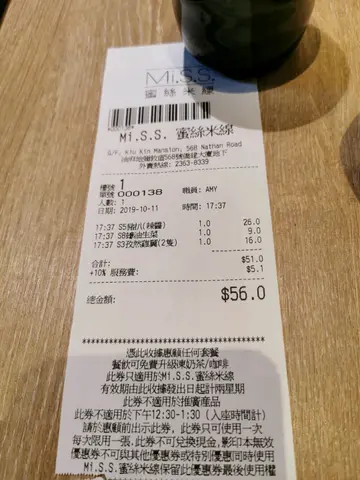 Mi.S.S.
蜜絲米線
Mi.S.S. 蜜絲米線
G/F, Kiu Kin Mansion, 568 Nathan Road
油麻地彌敦道568號僑建大廈地下
外賣熱線: 2363-8339
檯號 1
單號 000138 職員: AMY
人數: 1
日期: 2019-10-11 時間: 17:37
17:37 S5豬爪(辣醬) 1.0 26.0
17:37 S8蠔油生菜 1.0 9.0
17:37 S3孜然雞翼(2隻) 1.0 16.0
合計: $51.0
+10% 服務費: $5.1
總金額: $56.0
憑此收據惠顧任何套餐
餐飲可免費升級凍奶茶/咖啡
此券只適用於Mi.S.S.蜜絲米線
有效期由此收據發出日起計兩星期
此券不適用於推廣產品
此券不適用於下午12:30-1:30 (入座時間計)
請於惠顧前出示此券, 此券只可使用一次
每次限用一張. 此券不可兌換現金, 影印本無效
優惠券不可與其他優惠券或特別優惠同時使用
Mi.S.S.蜜絲米線保留此優惠券最後使用權